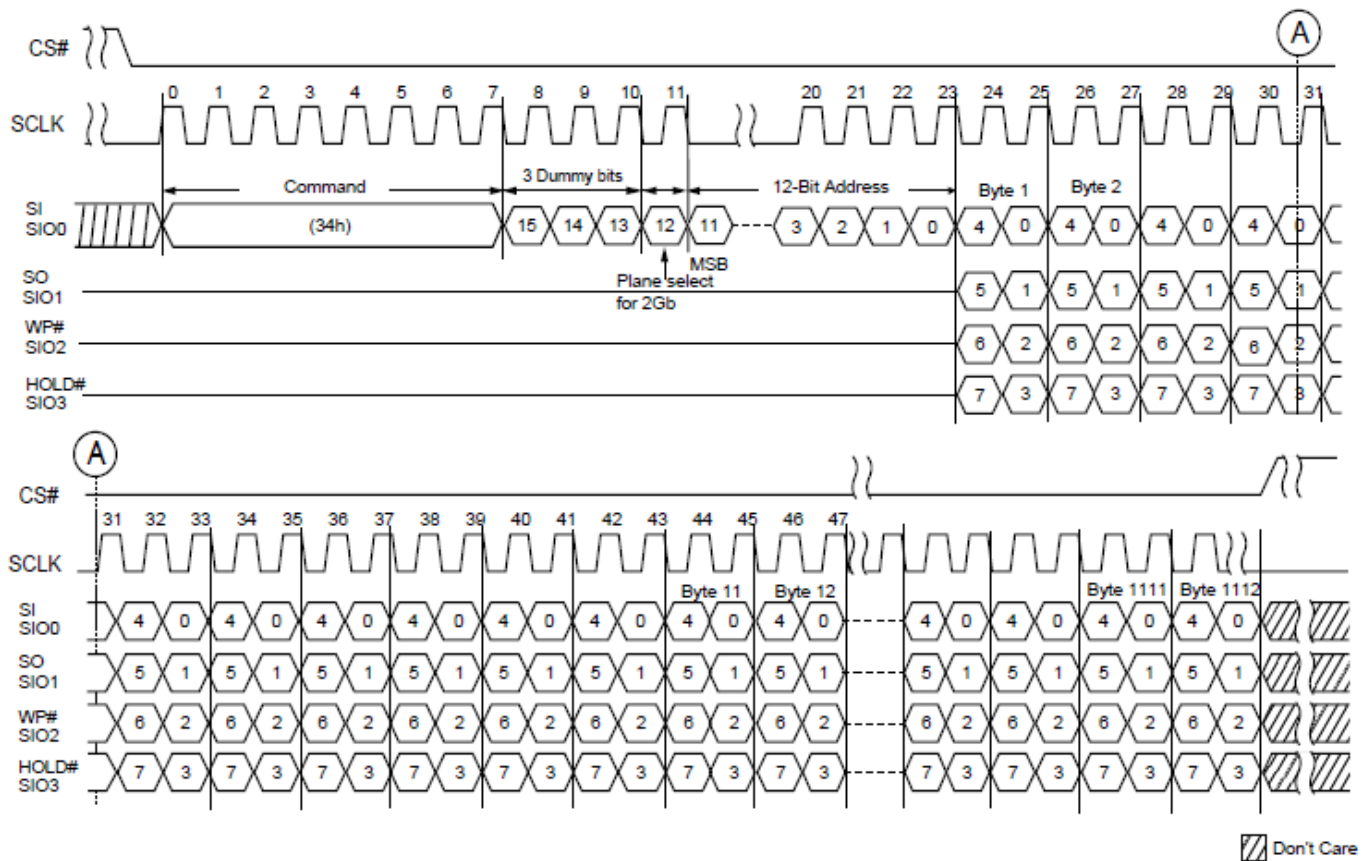 A
CS#
0 1 2 3 4 5 6 7 8 9 10 11 20 21 22 23 24 25 26 27 28 29 30 31
SCLK
Command 3 Dummy bits 12-Bit Address Byte 1 Byte 2
SI
SIO0
(34h) 15 14 13 12 11 3 2 1 0 4 0 4 0 4 0 4 0
MSB
Plane select
for 2Gb
SO
SIO1
5 1 5 1 5 1 5 1
WP#
SIO2
6 2 6 2 6 2 6 2
HOLD#
SIO3
7 3 7 3 7 3 7 3
A
CS#
31 32 33 34 35 36 37 38 39 40 41 42 43 44 45 46 47
SCLK
Byte 11 Byte 12 Byte 1111 Byte 1112
SI
SIO0
4 0 4 0 4 0 4 0 4 0 4 0 4 0 4 0 4 0 4 0 4 0 4 0
SO
SIO1
5 1 5 1 5 1 5 1 5 1 5 1 5 1 5 1 5 1 5 1 5 1 5 1
WP#
SIO2
6 2 6 2 6 2 6 2 6 2 6 2 6 2 6 2 6 2 6 2 6 2 6 2
HOLD#
SIO3
7 3 7 3 7 3 7 3 7 3 7 3 7 3 7 3 7 3 7 3 7 3 7 3
Don't Care